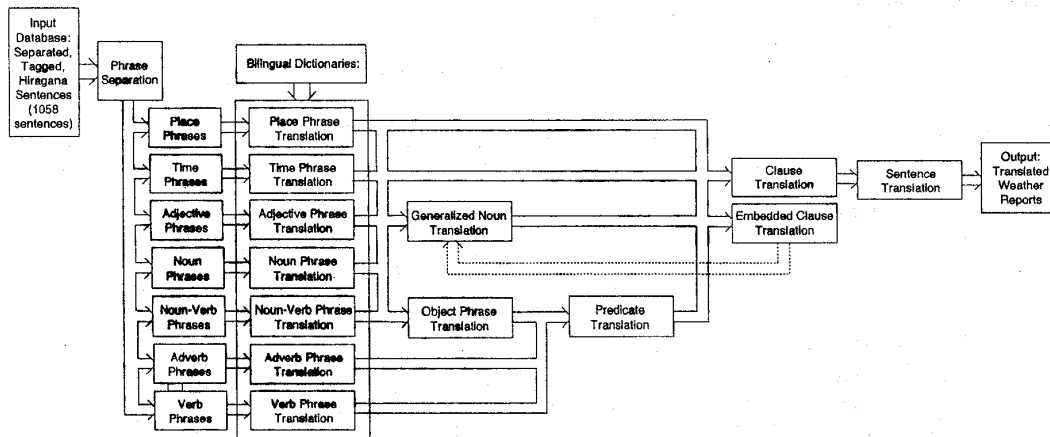 Input
Database:
Separated,
Tagged,
Hiragana
Sentences
(1058
sentences)
Phrase
Separation
Bilingual Dictionaries:
Place
Phrases
Place Phrase
Translation
Time
Phrases
Time Phrase
Translation
Adjective
Phrases
Adjective Phrase
Translation
Noun
Phrases
Noun Phrase
Translation
Noun-Verb
Phrases
Noun-Verb Phrase
Translation
Adverb
Phrases
Adverb Phrase
Translation
Verb
Phrases
Verb Phrase
Translation
Generalized Noun
Translation
Object Phrase
Translation
Predicate
Translation
Clause
Translation
Embedded Clause
Translation
Sentence
Translation
Output:
Translated
Weather
Reports